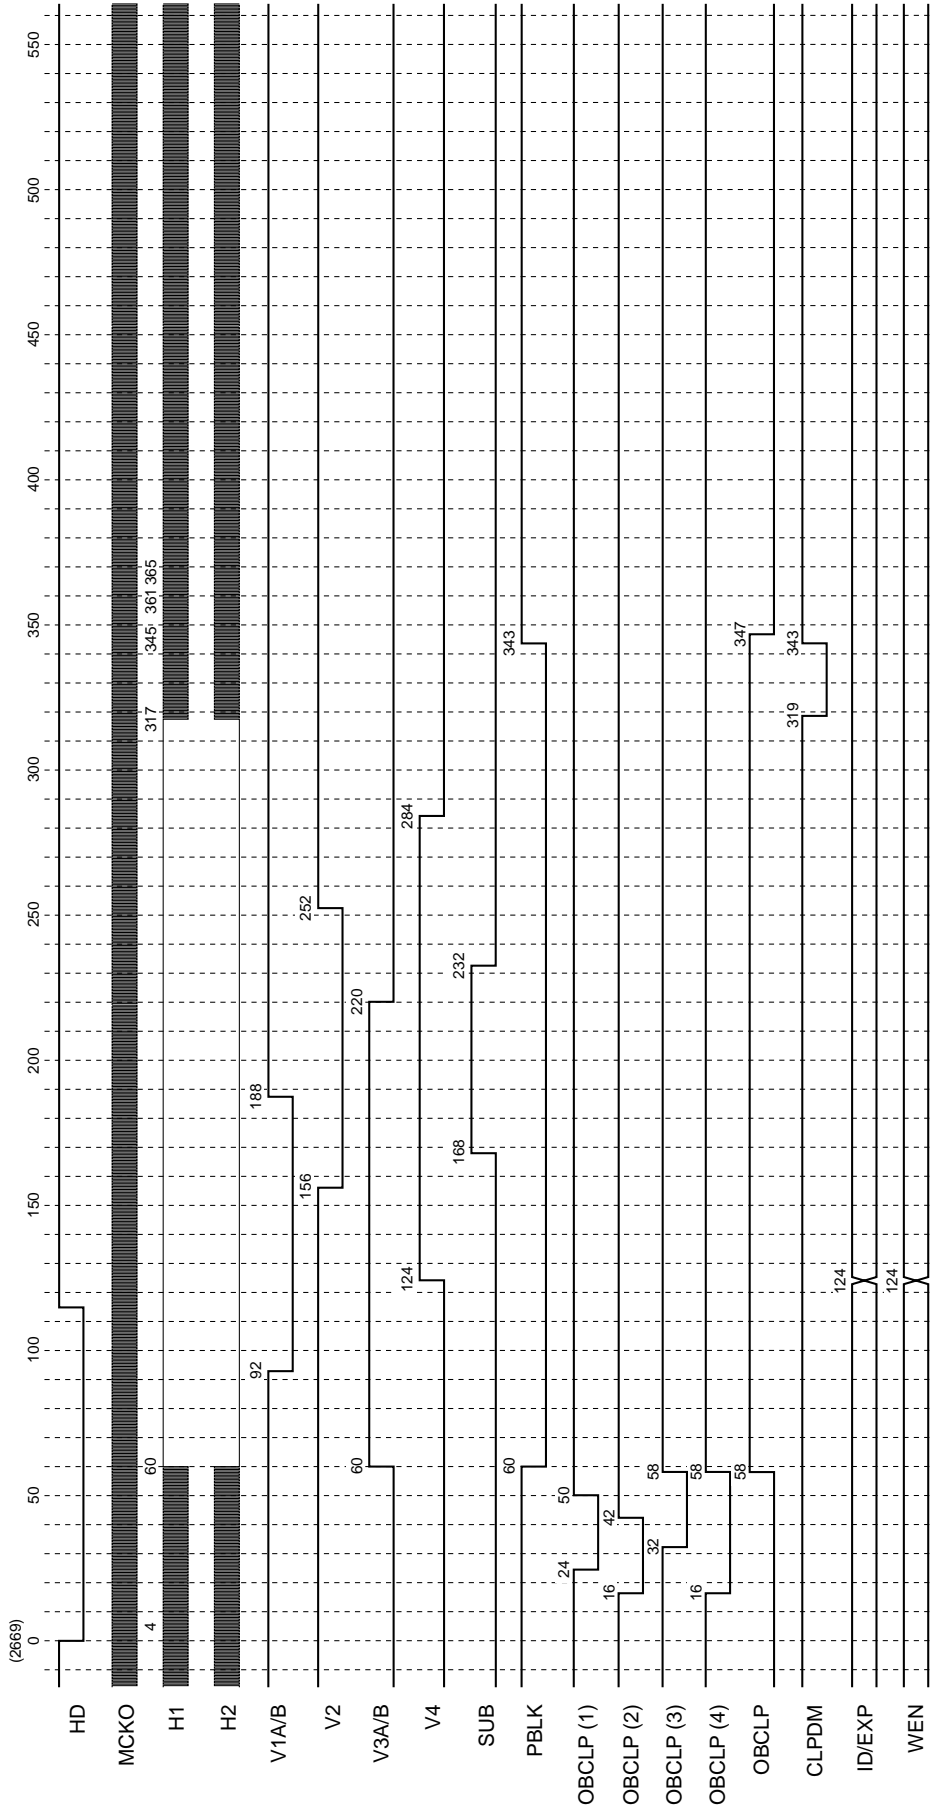 (2669)
0 50 100 150 200 250 300 350 400 450 500 550
HD
MCKO
H1 4 60 317 345 361 365
H2
V1A/B 92 188
V2 156 252
V3A/B 60 220
V4 124 284
SUB 168 232
PBLK 60 343
OBCLP (1) 24 50
OBCLP (2) 16 42
OBCLP (3) 32 58
OBCLP (4) 16 58
OBCLP 58 347
CLPDM 319 343
ID/EXP 124
WEN 124